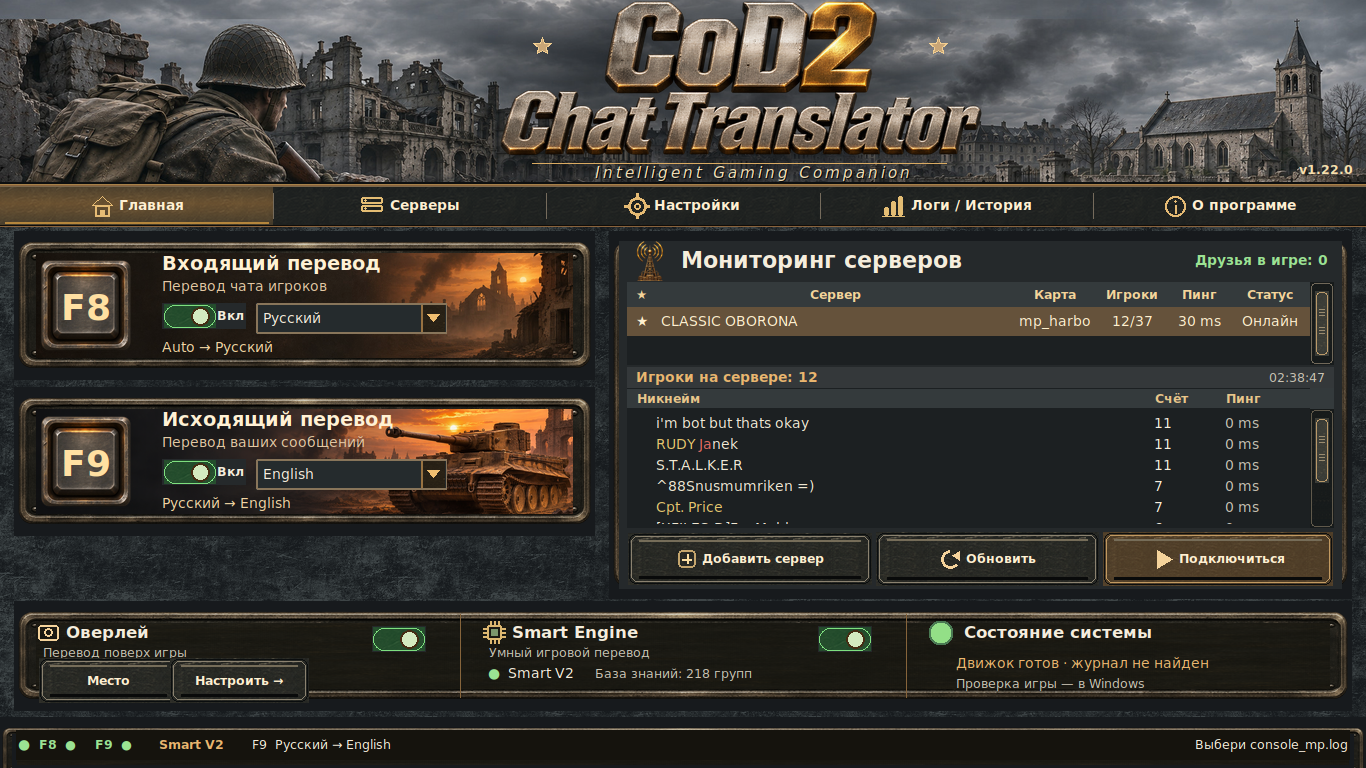 CoD2
Chat Translator
Intelligent Gaming Companion
v1.22.0
Главная
Серверы
Настройки
Логи / История
О программе
F8
Входящий перевод
Перевод чата игроков
Вкл
Русский
Auto → Русский
F9
Исходящий перевод
Перевод ваших сообщений
Вкл
English
Русский → English
Мониторинг серверов
Друзья в игре: 0
★ Сервер Карта Игроки Пинг Статус
★ CLASSIC OBORONA mp_harbo 12/37 30 ms Онлайн
Игроки на сервере: 12
02:38:47
Никнейм Счёт Пинг
i'm bot but thats okay 11 0 ms
RUDY Janek 11 0 ms
S.T.A.L.K.E.R 11 0 ms
^88Snusmumriken =) 7 0 ms
Cpt. Price 7 0 ms
Добавить сервер
Обновить
Подключиться
Оверлей
Перевод поверх игры
Место
Настроить →
Smart Engine
Умный игровой перевод
Smart V2 База знаний: 218 групп
Состояние системы
Движок готов · журнал не найден
Проверка игры — в Windows
● F8 ● F9 ● Smart V2 F9 Русский → English
Выбери console_mp.log